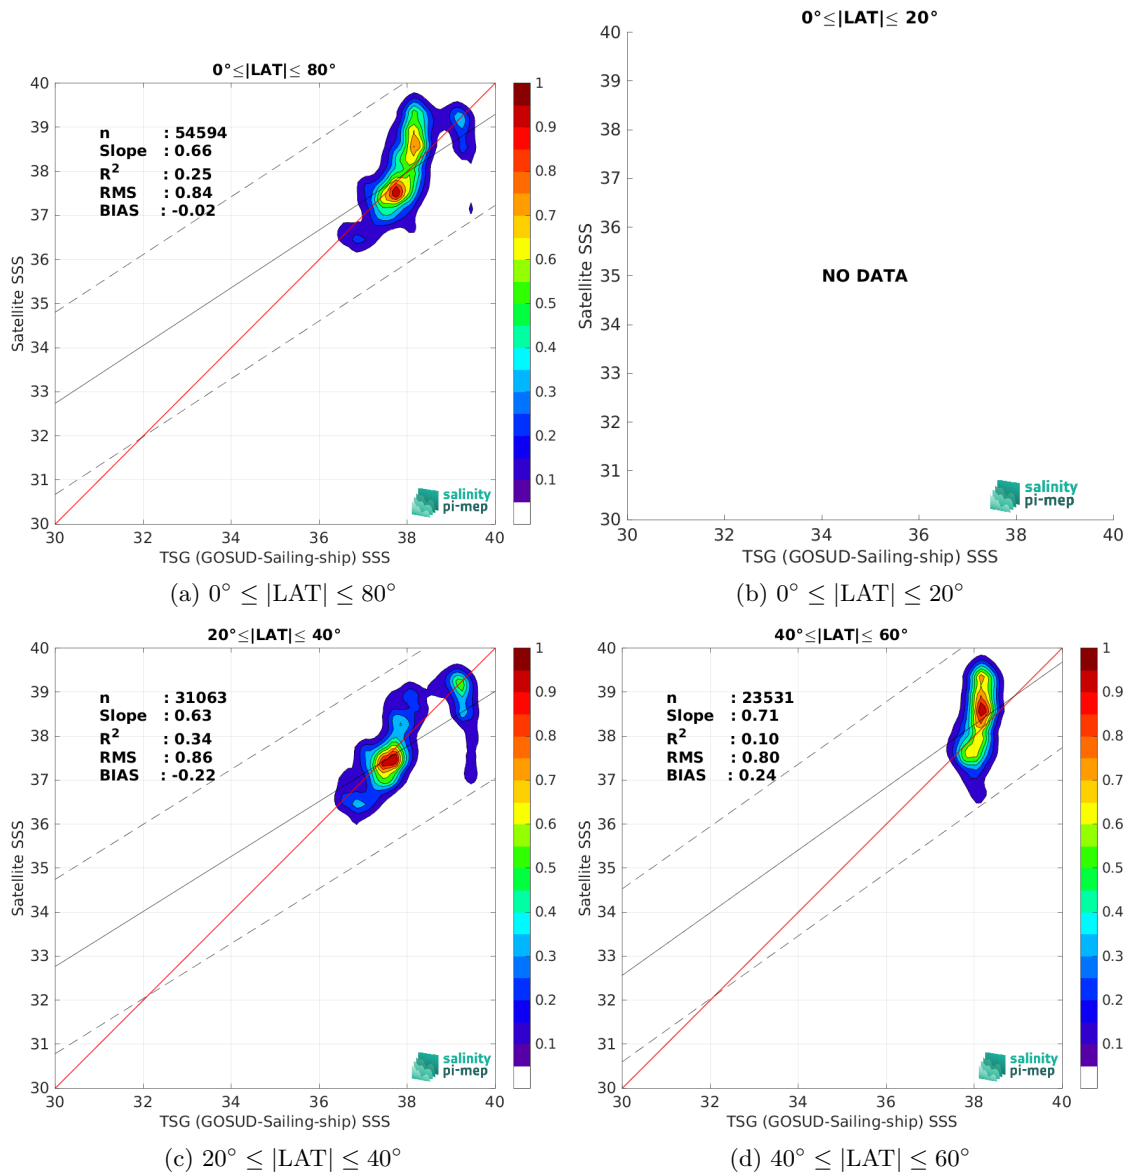 0°≤|LAT|≤ 80°
40
39
38
37
36
35
34
33
32
31
30
30
32
34
36
38
40
Satellite SSS
TSG (GOSUD-Sailing-ship) SSS
n : 54594
Slope : 0.66
R² : 0.25
RMS : 0.84
BIAS : -0.02
salinity
pi-mep
1
0.9
0.8
0.7
0.6
0.5
0.4
0.3
0.2
0.1
(a) 0° ≤ |LAT| ≤ 80°
0°≤|LAT|≤ 20°
40
39
38
37
36
35
34
33
32
31
30
30
32
34
36
38
40
Satellite SSS
TSG (GOSUD-Sailing-ship) SSS
NO DATA
salinity
pi-mep
(b) 0° ≤ |LAT| ≤ 20°
20°≤|LAT|≤ 40°
40
39
38
37
36
35
34
33
32
31
30
30
32
34
36
38
40
Satellite SSS
TSG (GOSUD-Sailing-ship) SSS
n : 31063
Slope : 0.63
R² : 0.34
RMS : 0.86
BIAS : -0.22
salinity
pi-mep
1
0.9
0.8
0.7
0.6
0.5
0.4
0.3
0.2
0.1
(c) 20° ≤ |LAT| ≤ 40°
40°≤|LAT|≤ 60°
40
39
38
37
36
35
34
33
32
31
30
30
32
34
36
38
40
Satellite SSS
TSG (GOSUD-Sailing-ship) SSS
n : 23531
Slope : 0.71
R² : 0.10
RMS : 0.80
BIAS : 0.24
salinity
pi-mep
1
0.9
0.8
0.7
0.6
0.5
0.4
0.3
0.2
0.1
(d) 40° ≤ |LAT| ≤ 60°